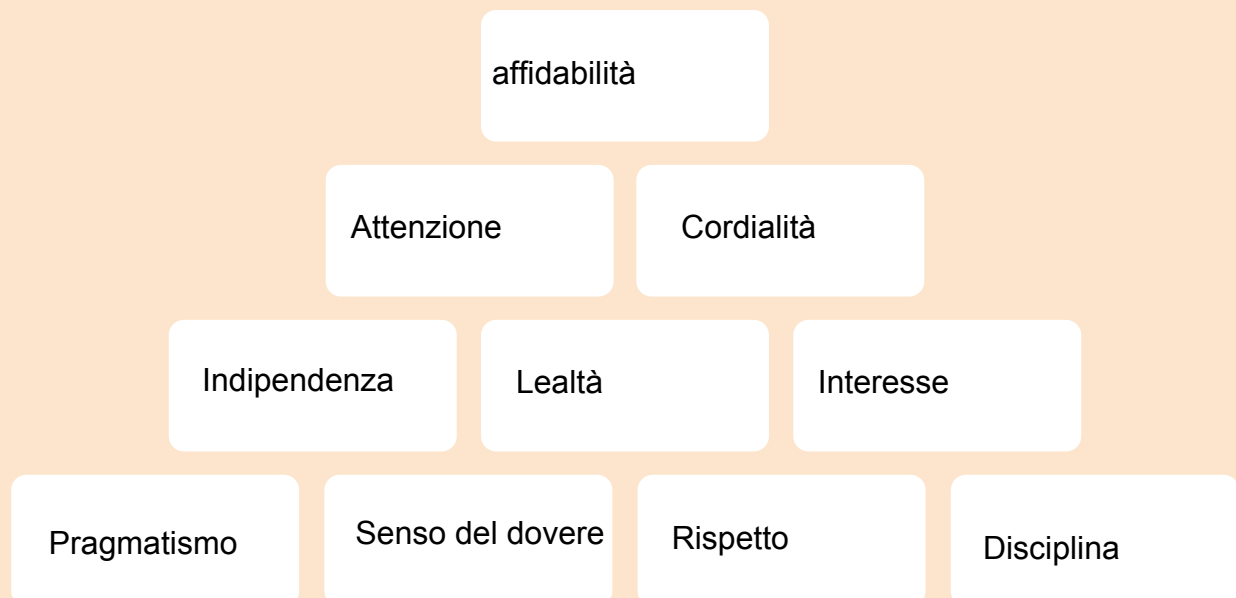 affidabilità
Attenzione
Cordialità
Indipendenza
Lealtà
Interesse
Pragmatismo
Senso del dovere
Rispetto
Disciplina